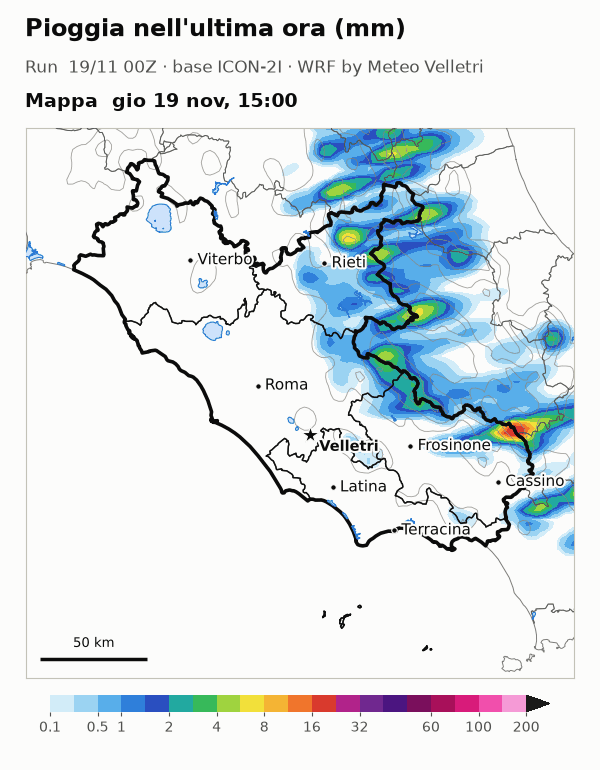 Pioggia nell'ultima ora (mm)
Run  19/11 00Z · base ICON-2I · WRF by Meteo Velletri
Mappa  gio 19 nov, 15:00
Viterbo
Rieti
Roma
Velletri
Frosinone
Latina
Cassino
Terracina
50 km
0.1 0.5 1 2 4 8 16 32 60 100 200